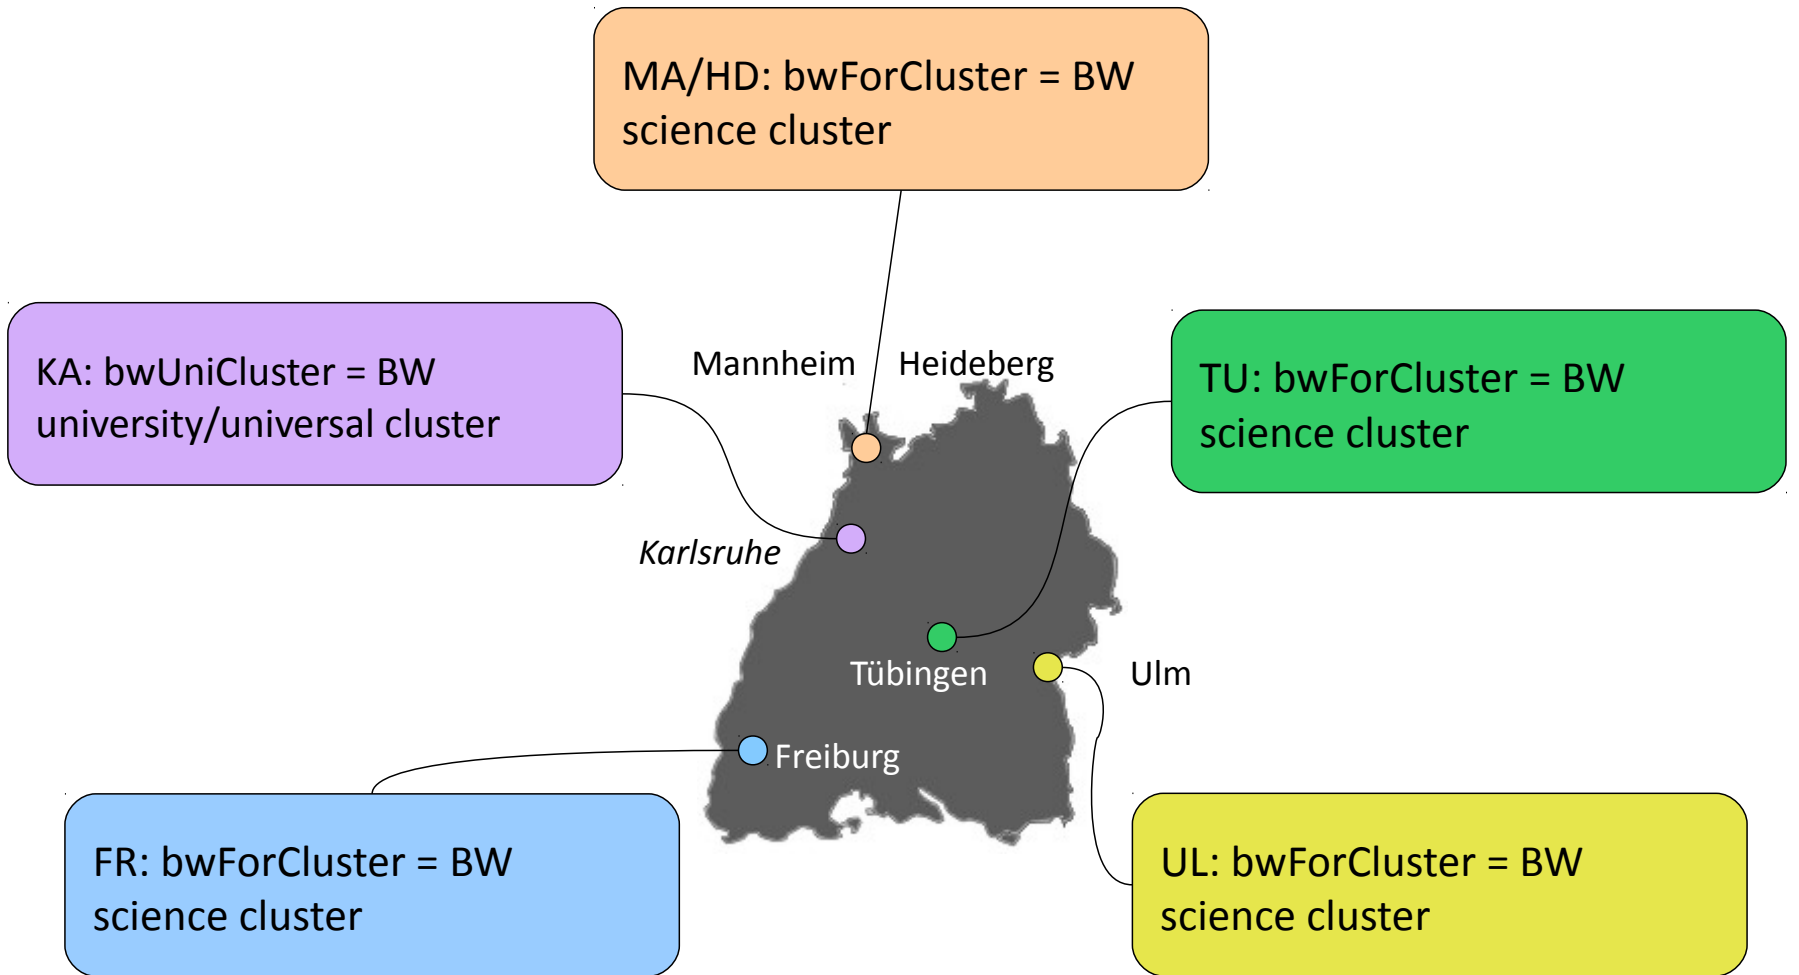 MA/HD: bwForCluster = BW
science cluster
KA: bwUniCluster = BW
university/universal cluster
Mannheim
Heideberg
TU: bwForCluster = BW
science cluster
Karlsruhe
Tübingen
Ulm
Freiburg
FR: bwForCluster = BW
science cluster
UL: bwForCluster = BW
science cluster